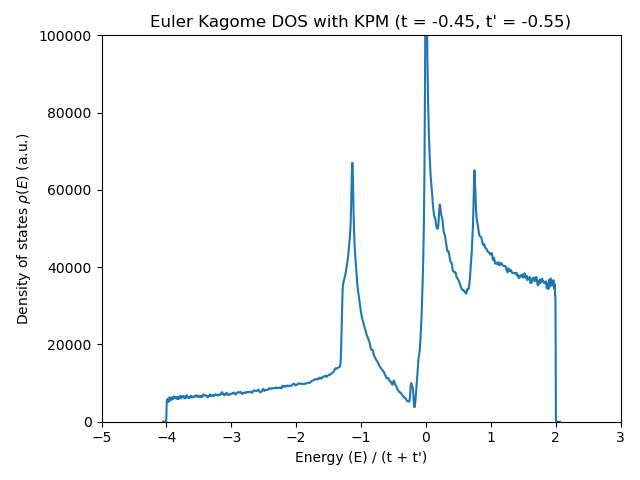 Euler Kagome DOS with KPM (t = -0.45, t' = -0.55)
100000
80000
60000
40000
20000
0
Density of states ρ(E) (a.u.)
−5 −4 −3 −2 −1 0 1 2 3
Energy (E) / (t + t')